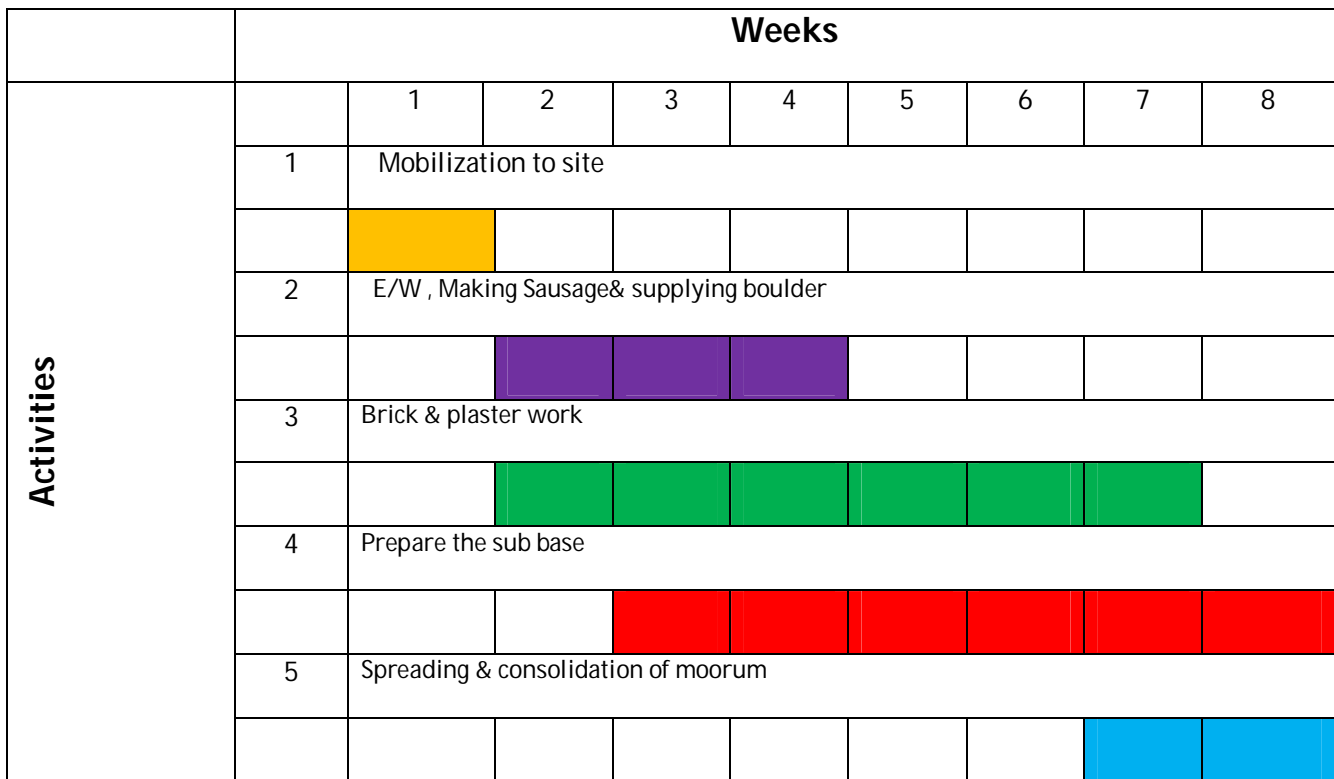 Weeks
1 2 3 4 5 6 7 8
Activities
1 Mobilization to site
2 E/W , Making Sausage& supplying boulder
3 Brick & plaster work
4 Prepare the sub base
5 Spreading & consolidation of moorum